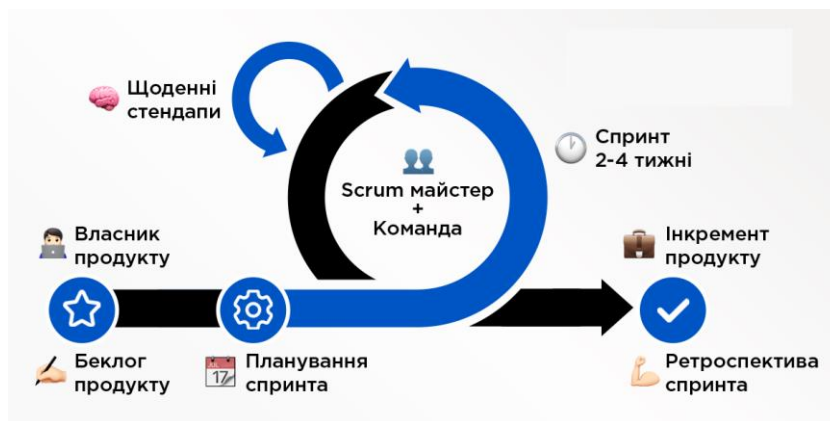 Щоденні
стендапи
Спринт
2-4 тижні
Scrum майстер
+
Команда
Власник
продукту
Інкремент
продукту
Беклог
продукту
JUL
17
Планування
спринта
Ретроспектива
спринта